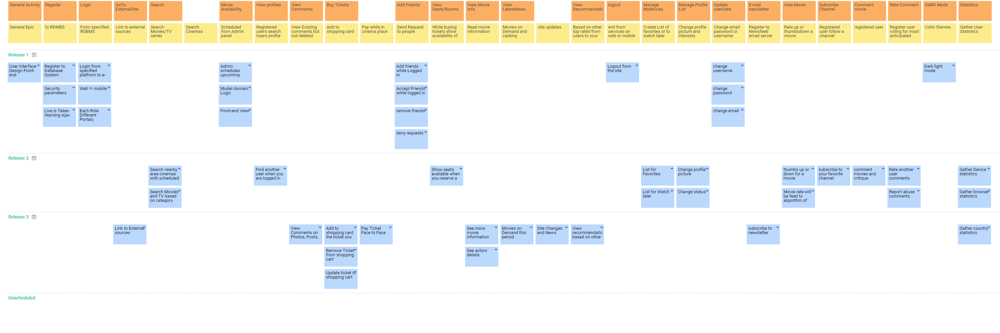 General Activity
Register
Login
GoTo
ExternalSite
Search
Movie
Availability
View profiles
View
Comments
Buy Tickets
Add Friends
View
Seats/Rooms
View Movie
Info
View
LatestNews
View
Recommendatic
logout
Manage
MyMovies
Manage Profile
List
Update
userData
E-mail
newsletter
Vote Movie
Subscribe
Channel
Comment
movie
Rate Comment
DARK Mode
Statistics
General Epic
to RDMBS
From specified
RDBMS
Link to external
sources
Search
Movies/TV
series
Search
Cinemas
Scheduled
from Admin
panel
Registered
users search
Users profile
View Existing
comments but
not deleted
Add to
shopping card
Pay while in
cinema place
Send Request
to people
While buying
tickets show
availability of
Read movie
information
Movies on
Demand and
casting
site updates
Based on other
top rated from
users to your
exit from
services on
web or mobile
Create List of
favorites or to
watch later
Change profile
picture and
interests
Change email
password or
username
Register to
Newsfeed
email server
Rate up or
thumbsdown a
movie
Registered
user follow a
channel
registered user
Register user
voting for most
anticipated
Color themes
Gather User
Statistics
Release 1
User Interface
Design Front-
end
Register to
Database
System
Login from
specified
platform to e-
Admin
schedules
upcoming
Add friends
while Logged
in
Logout from
the site
change
username
Dark light
mode
Security
parameters
Web != mobile
Model domain
Logic
Accept Friends
while logged in
change
password
Live is Taken
Warning Ajax
Each Role
Different
Portals
Front-end View
remove friends
change email
deny requests
Release 2
Search nearby
area cinemas
with scheduled
Find another
user when you
are logged in
Show seats
available when
you reserve a
List for
Favorites
Change profile
picture
thumbs up or
down for a
movie
subscribe to
your favorite
channel
comment
movies and
critique
Rate another
user
comments
Gather Device
statistics
Search Movies
and TV based
on category
List for Watch
later
Change status
Movie rate will
be feed to
algorithm of
Report abuse
comments
Gather browser
statistics
Release 3
Link to External
sources
View
Comments on
Photos, Posts,
Add to
shopping card
the ticket you
Pay Ticket
Face to Face
See more
movie
information
Movies on
Demand this
period
Site Changes
and News
View
recommendatic
based on other
subscribe to
newsletter
Gather country
statistics
Remove Ticket
from shopping
cart
See actors
details
Update ticket in
shopping cart
Unscheduled